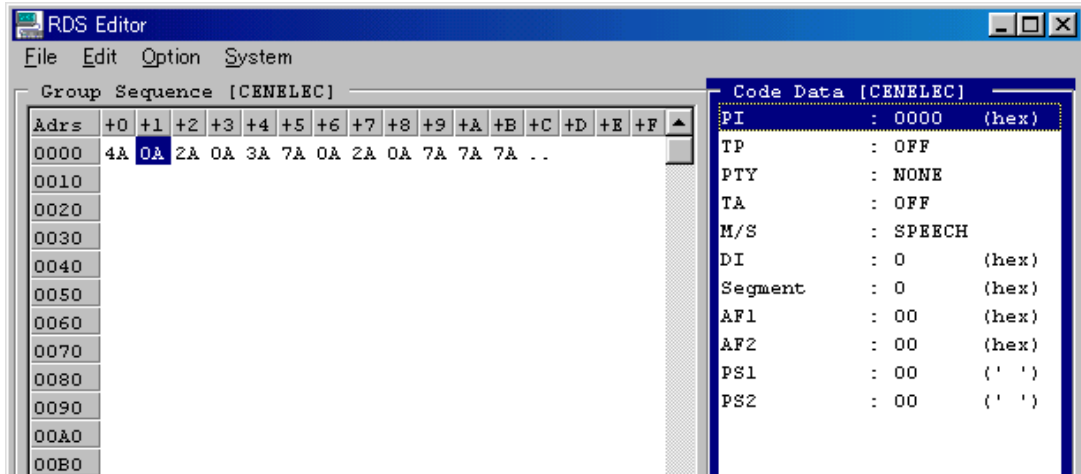 RDS Editor
File Edit Option System
Group Sequence [CENELEC]
Adrs +0 +1 +2 +3 +4 +5 +6 +7 +8 +9 +A +B +C +D +E +F
0000 4A 0A 2A 0A 3A 7A 0A 2A 0A 7A 7A 7A ..
0010
0020
0030
0040
0050
0060
0070
0080
0090
00A0
00B0
Code Data [CENELEC]
PI : 0000 (hex)
TP : OFF
PTY : NONE
TA : OFF
M/S : SPEECH
DI : 0 (hex)
Segment : 0 (hex)
AF1 : 00 (hex)
AF2 : 00 (hex)
PS1 : 00 (' ')
PS2 : 00 (' ')